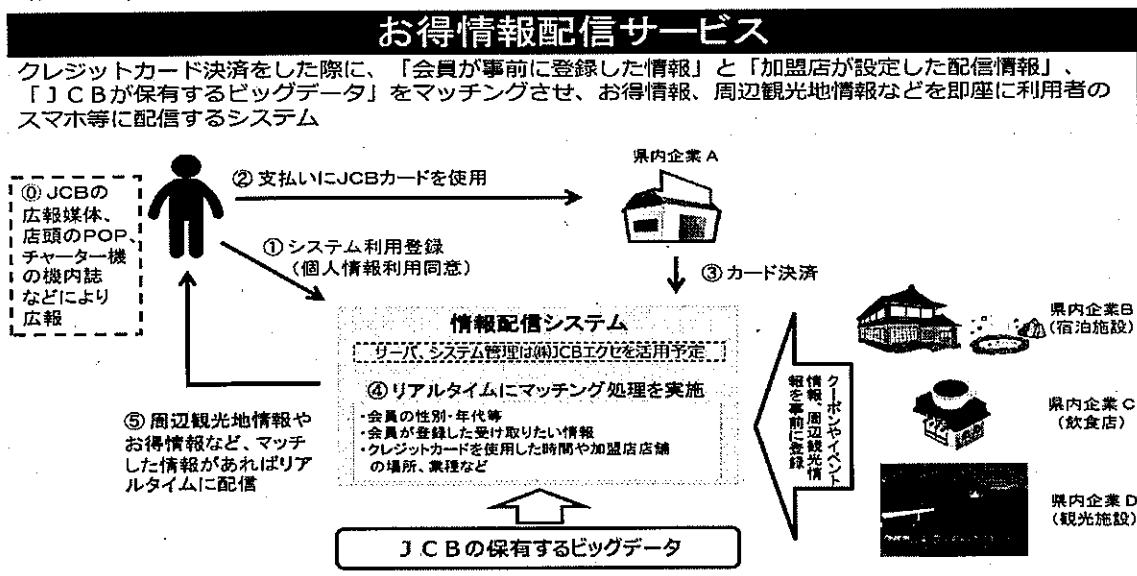 お得情報配信サービス
クレジットカード決済をした際に、「会員が事前に登録した情報」と「加盟店が設定した配信情報」、
「JCBが保有するビッグデータ」をマッチングさせ、お得情報、周辺観光地情報などを即座に利用者の
スマホ等に配信するシステム
⓪JCBの
広報媒体、
店頭のPOP、
チャーター機
の機内誌
などにより
広報
②支払いにJCBカードを使用
県内企業A
①システム利用登録
(個人情報利用同意)
③カード決済
情報配信システム
サーバ、システム管理は㈱JCBエクセを活用予定
④リアルタイムにマッチング処理を実施
・会員の性別・年代等
・会員が登録した受け取りたい情報
・クレジットカードを使用した時間や加盟店店舗
の場所、業種など
⑤周辺観光地情報や
お得情報など、マッチ
した情報があればリア
ルタイムに配信
クーポンやイベント
情報、周辺観光情
報を事前に登録
県内企業B
(宿泊施設)
県内企業C
(飲食店)
県内企業D
(観光施設)
JCBの保有するビッグデータ